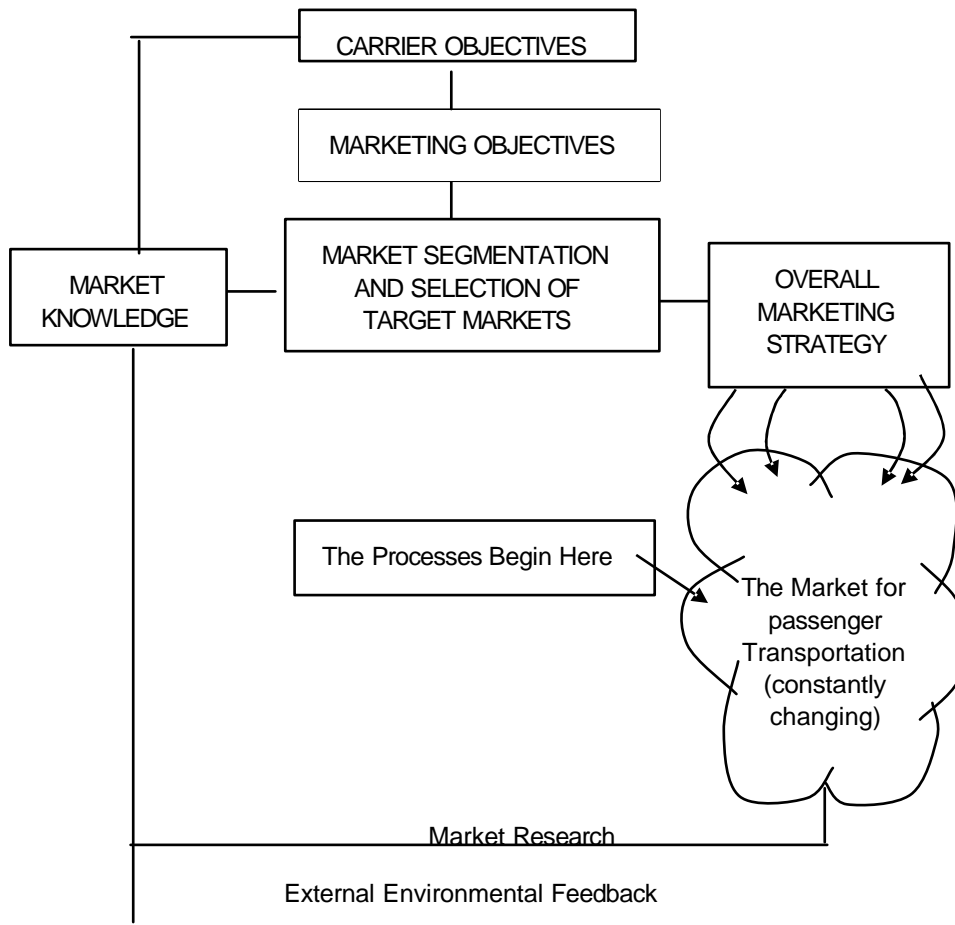 CARRIER OBJECTIVES
MARKETING OBJECTIVES
MARKET SEGMENTATION
AND SELECTION OF
TARGET MARKETS
MARKET
KNOWLEDGE
OVERALL
MARKETING
STRATEGY
The Processes Begin Here
The Market for
passenger
Transportation
(constantly
changing)
Market Research
External Environmental Feedback